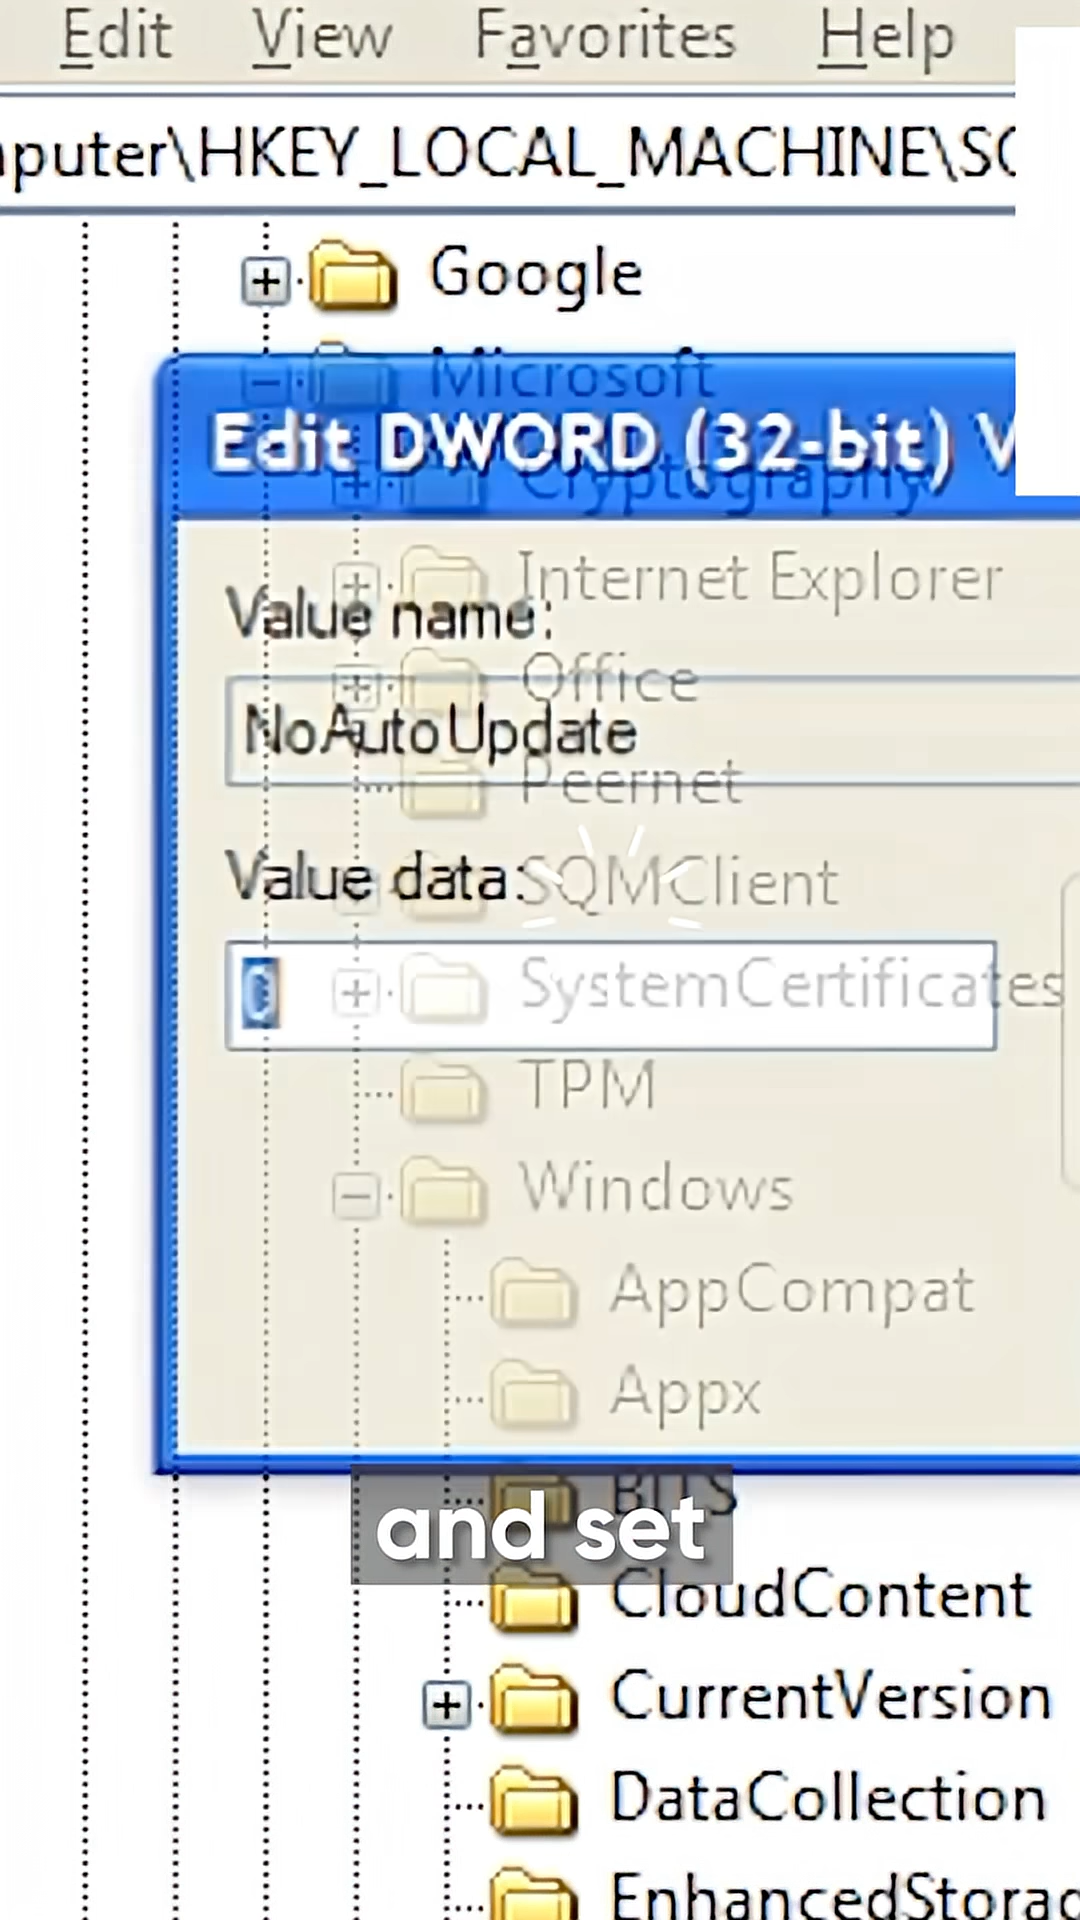 Edit View Favorites Help
mputer\HKEY_LOCAL_MACHINE\SO
Google
Microsoft
Edit DWORD (32-bit) V
Cryptography
Internet Explorer
Value name:
Office
NoAutoUpdate
Peernet
Value data:
SQMClient
0
SystemCertificates
TPM
Windows
AppCompat
Appx
BITS
and set
CloudContent
CurrentVersion
DataCollection
EnhancedStorag